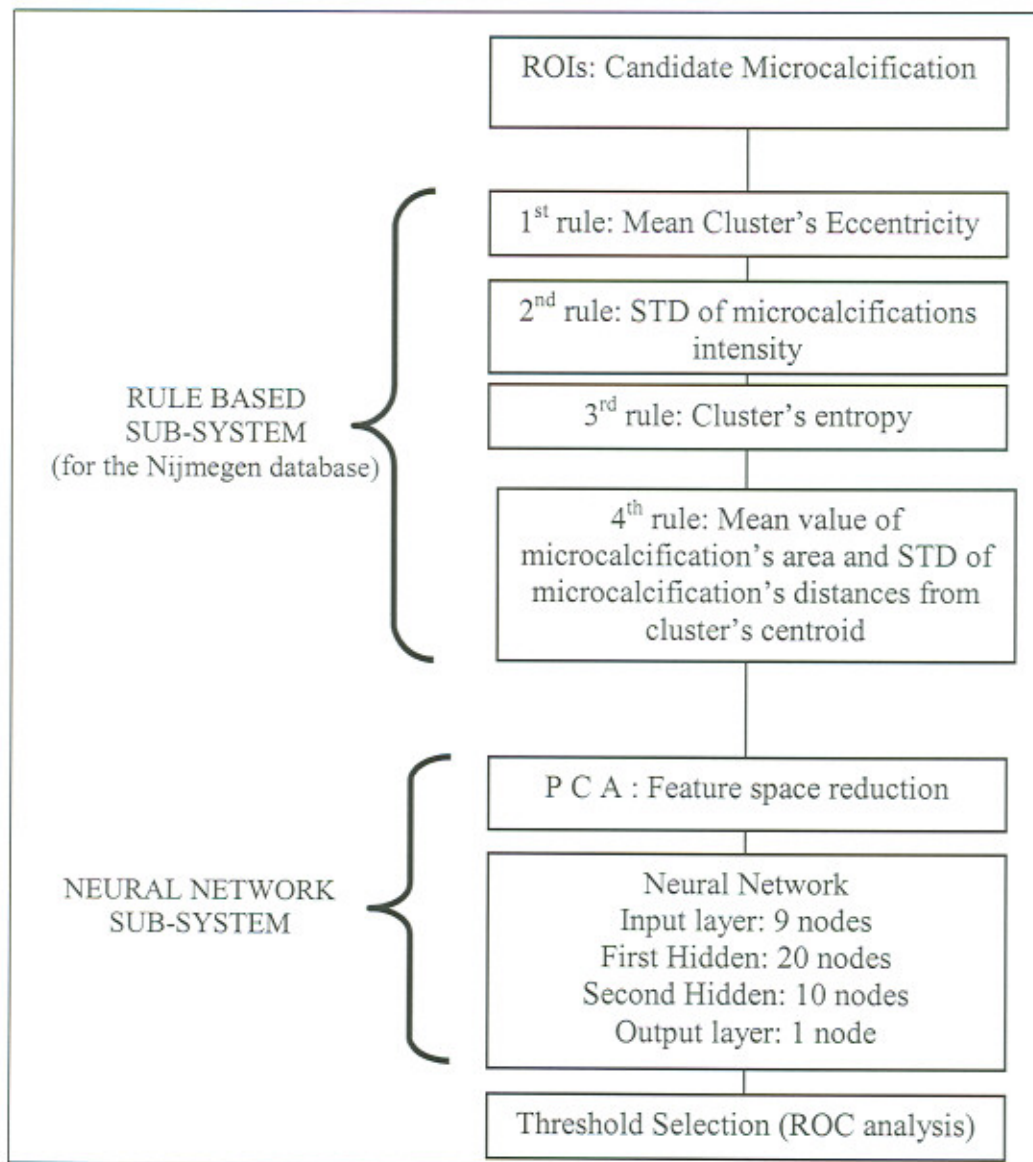 ROIs: Candidate Microcalcification
1st rule: Mean Cluster's Eccentricity
2nd rule: STD of microcalcifications
intensity
3rd rule: Cluster's entropy
4th rule: Mean value of
microcalcification's area and STD of
microcalcification's distances from
cluster's centroid
RULE BASED
SUB-SYSTEM
(for the Nijmegen database)
P C A : Feature space reduction
Neural Network
Input layer: 9 nodes
First Hidden: 20 nodes
Second Hidden: 10 nodes
Output layer: 1 node
NEURAL NETWORK
SUB-SYSTEM
Threshold Selection (ROC analysis)